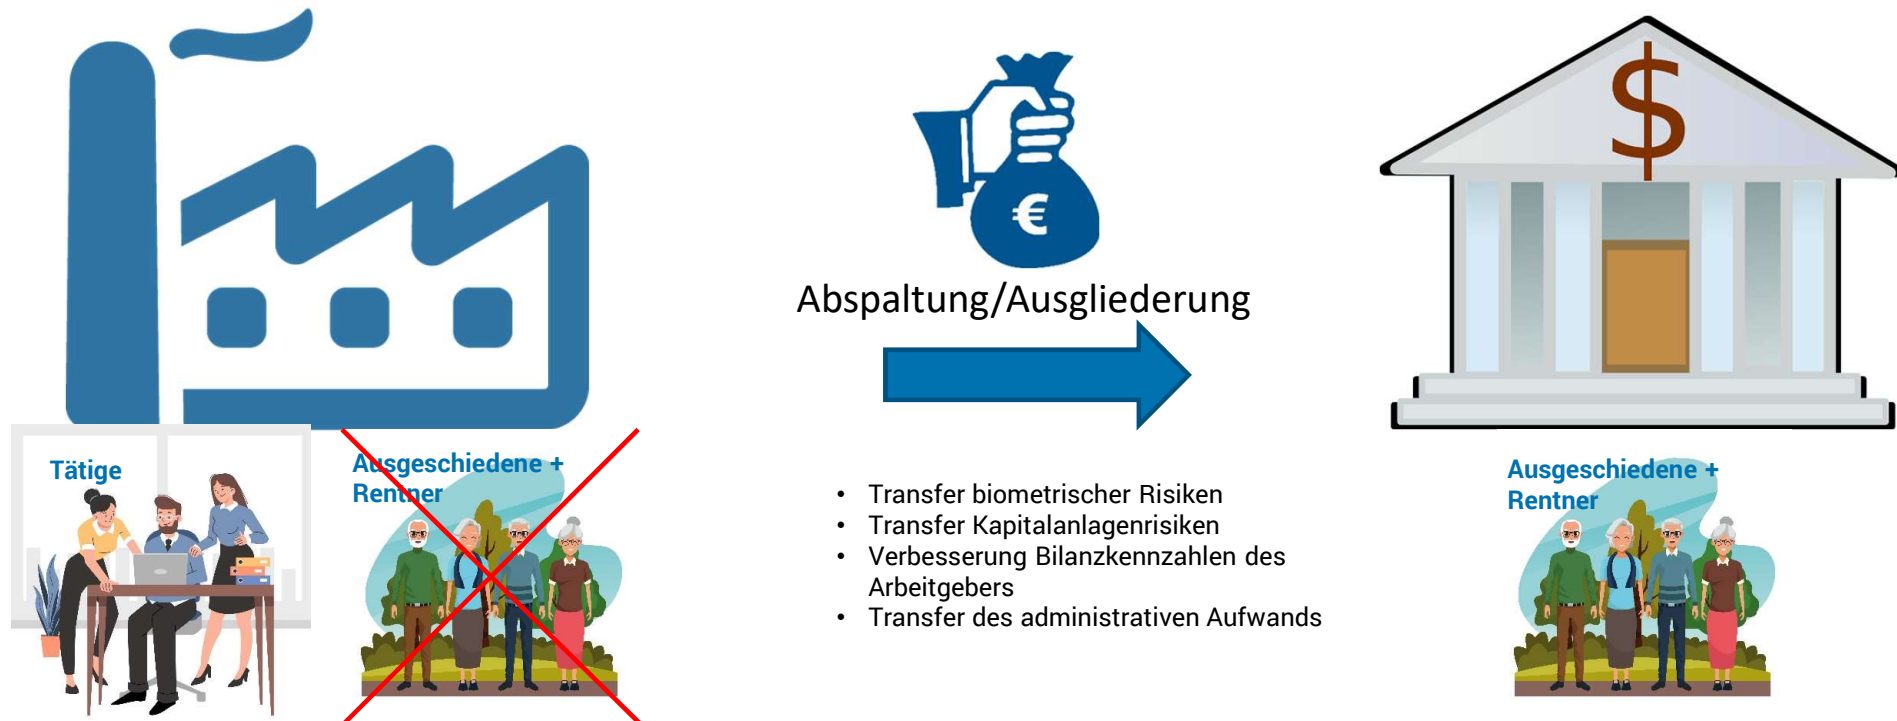 $
€
Abspaltung/Ausgliederung
Tätige
Ausgeschiedene +
Rentner
• Transfer biometrischer Risiken
• Transfer Kapitalanlagenrisiken
• Verbesserung Bilanzkennzahlen des
Arbeitgebers
• Transfer des administrativen Aufwands
Ausgeschiedene +
Rentner